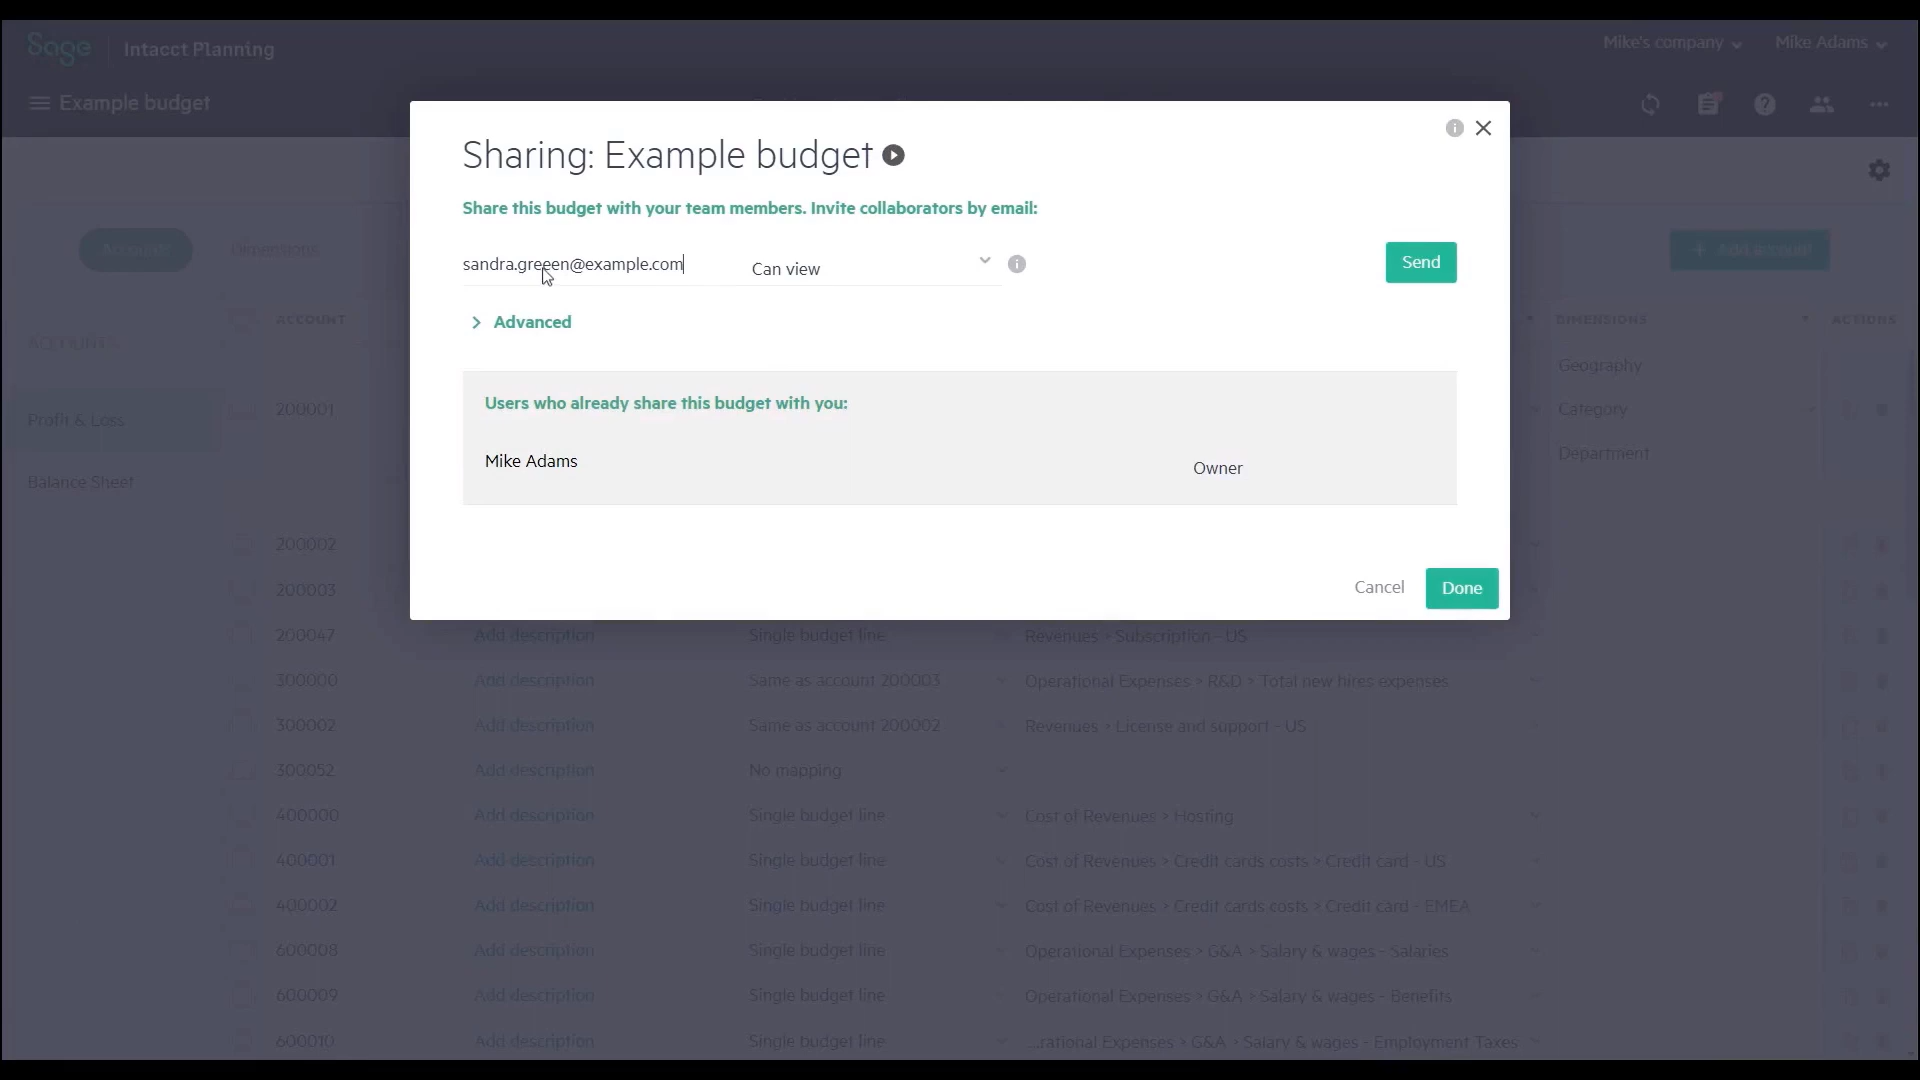 Sage Intacct Planning
Mike's company
Mike Adams
Example budget
Sharing: Example budget
Share this budget with your team members. Invite collaborators by email:
sandra.greeen@example.com
Can view
Send
Advanced
Users who already share this budget with you:
Mike Adams
Owner
Cancel
Done
Accounts
Dimensions
+ Add account
ACCOUNTS
Profit & Loss
Balance Sheet
ACCOUNT
DIMENSIONS
ACTIONS
200001
Geography
Category
Department
200002
200003
200047 Add description Single budget line Revenues > Subscription - US
300000 Add description Same as account 200003 Operational Expenses > R&D > Total new hires expenses
300002 Add description Same as account 200002 Revenues > License and support - US
300052 Add description No mapping
400000 Add description Single budget line Cost of Revenues > Hosting
400001 Add description Single budget line Cost of Revenues > Credit cards costs > Credit card - US
400002 Add description Single budget line Cost of Revenues > Credit cards costs > Credit card - EMEA
600008 Add description Single budget line Operational Expenses > G&A > Salary & wages - Salaries
600009 Add description Single budget line Operational Expenses > G&A > Salary & wages - Benefits
600010 Add description Single budget line ...rational Expenses > G&A > Salary & wages - Employment Taxes